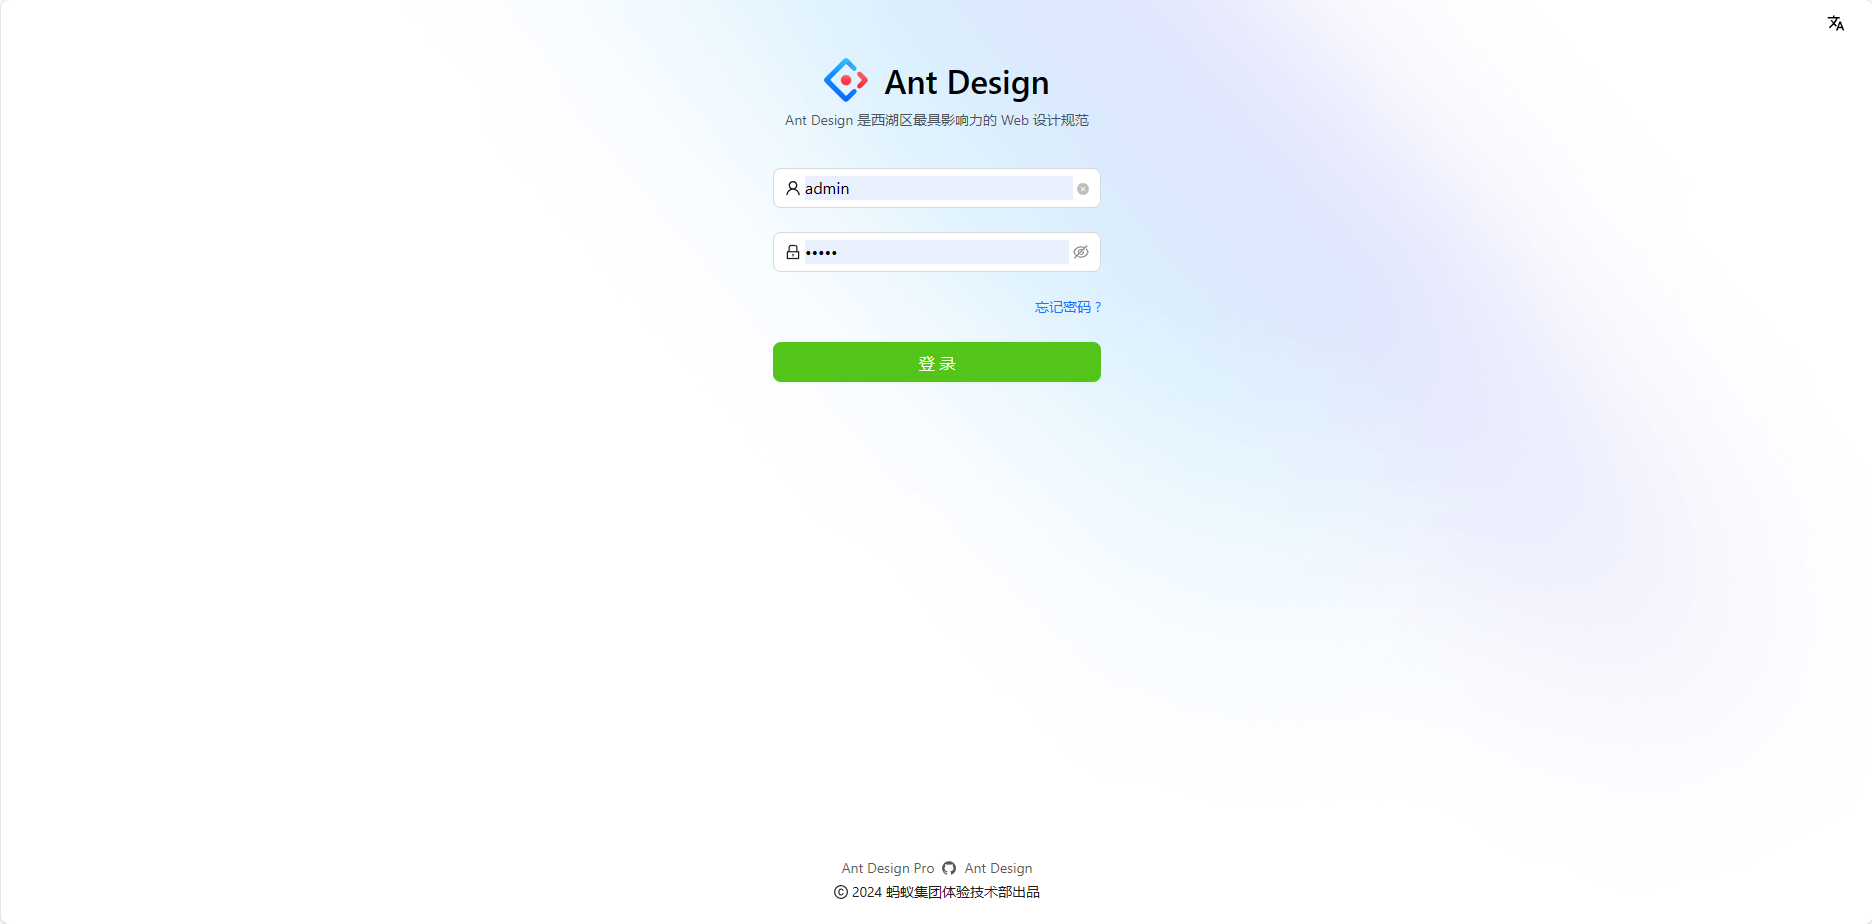 Ant Design
Ant Design 是西湖区最具影响力的 Web 设计规范
admin
•••••
忘记密码 ?
登 录
Ant Design Pro Ant Design
© 2024 蚂蚁集团体验技术部出品